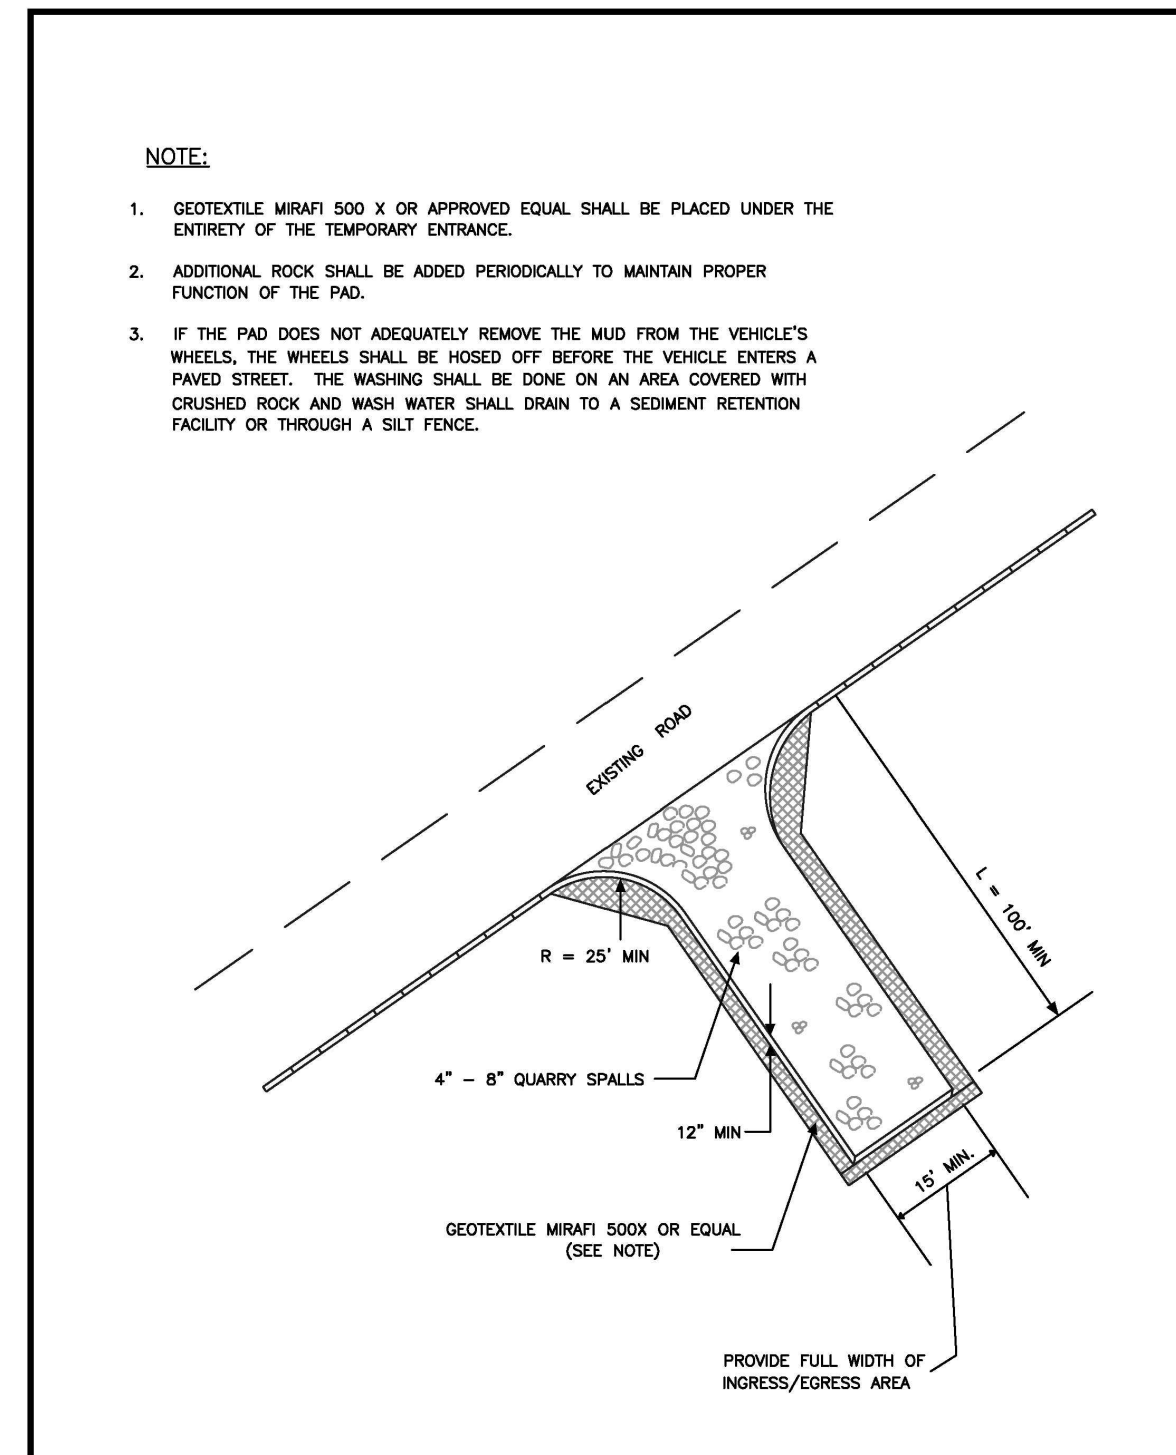 NOTE:
1. GEOTEXTILE MIRAFI 500 X OR APPROVED EQUAL SHALL BE PLACED UNDER THE
ENTIRETY OF THE TEMPORARY ENTRANCE.
2. ADDITIONAL ROCK SHALL BE ADDED PERIODICALLY TO MAINTAIN PROPER
FUNCTION OF THE PAD.
3. IF THE PAD DOES NOT ADEQUATELY REMOVE THE MUD FROM THE VEHICLE'S
WHEELS, THE WHEELS SHALL BE HOSED OFF BEFORE THE VEHICLE ENTERS A
PAVED STREET. THE WASHING SHALL BE DONE ON AN AREA COVERED WITH
CRUSHED ROCK AND WASH WATER SHALL DRAIN TO A SEDIMENT RETENTION
FACILITY OR THROUGH A SILT FENCE.
EXISTING ROAD
L = 100' MIN
R = 25' MIN
4" – 8" QUARRY SPALLS
12" MIN
15' MIN.
GEOTEXTILE MIRAFI 500X OR EQUAL
(SEE NOTE)
PROVIDE FULL WIDTH OF
INGRESS/EGRESS AREA